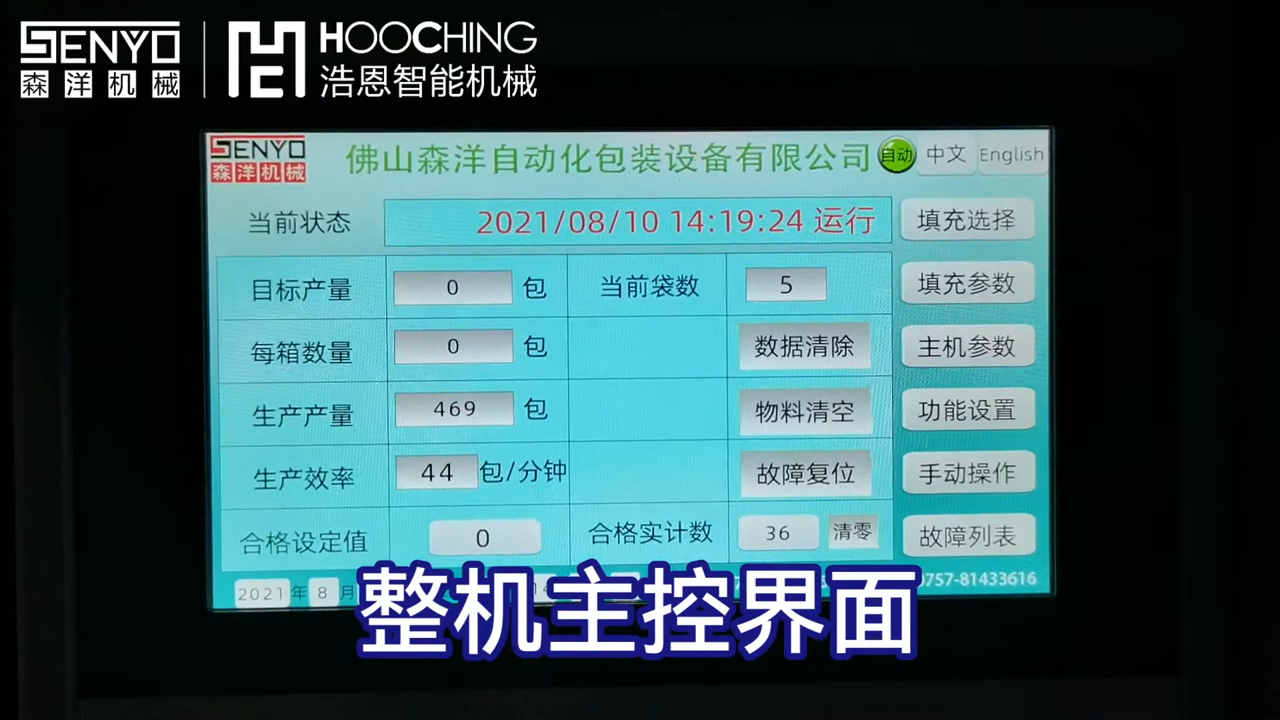 SENYO HOOCHING
森洋机械 浩恩智能机械
SENYO
森洋机械 佛山森洋自动化包装设备有限公司 自动 中文 English
当前状态 2021/08/10 14:19:24 运行 填充选择
目标产量 0 包 当前袋数 5 填充参数
每箱数量 0 包 数据清除 主机参数
生产产量 469 包 物料清空 功能设置
生产效率 44 包/分钟 故障复位 手动操作
合格设定值 0 合格实计数 36 清零 故障列表
2021 年 8 月 0757-81433616
整机主控界面